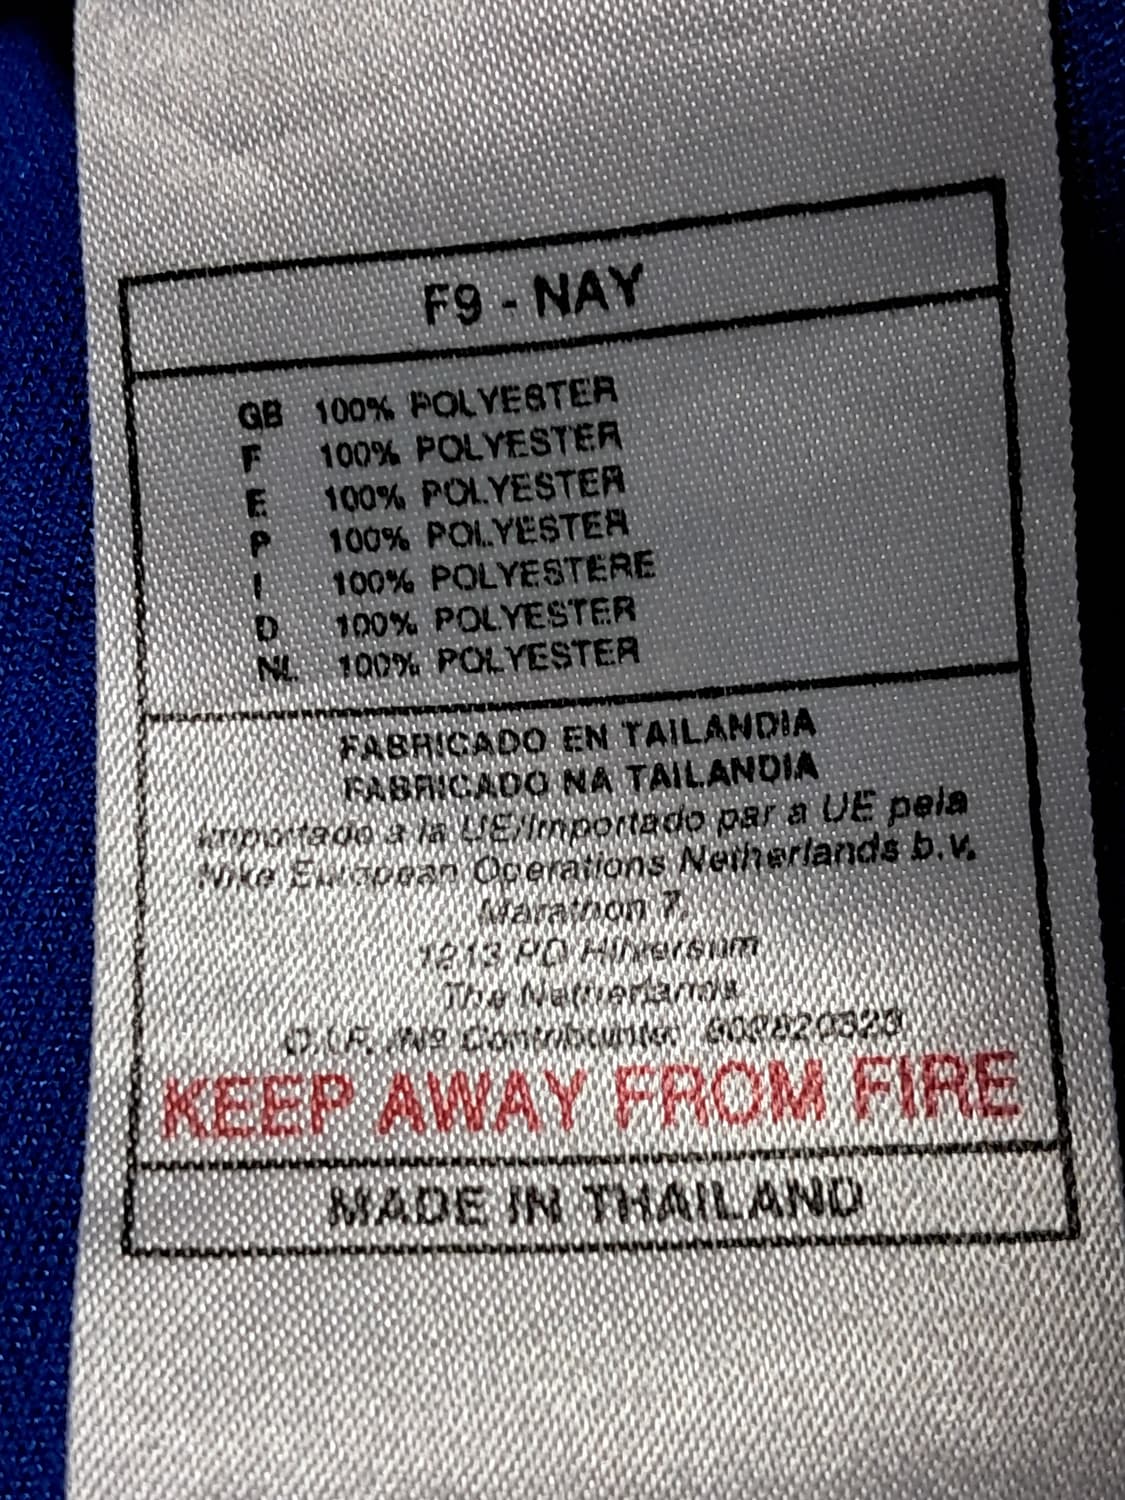 F9 - NAY
GB 100% POLYESTER
F 100% POLYESTER
E 100% POLYESTER
P 100% POLYESTER
I 100% POLYESTERE
D 100% POLYESTER
NL 100% POLYESTER
FABRICADO EN TAILANDIA
FABRICADO NA TAILANDIA
Importado a la UE/Importado par a UE pela
Nike European Operations Netherlands b.v.
Marathon 7,
1213 PD Hilversum
The Netherlands
C.I.F. /Nº
KEEP AWAY FROM FIRE
MADE IN THAILAND